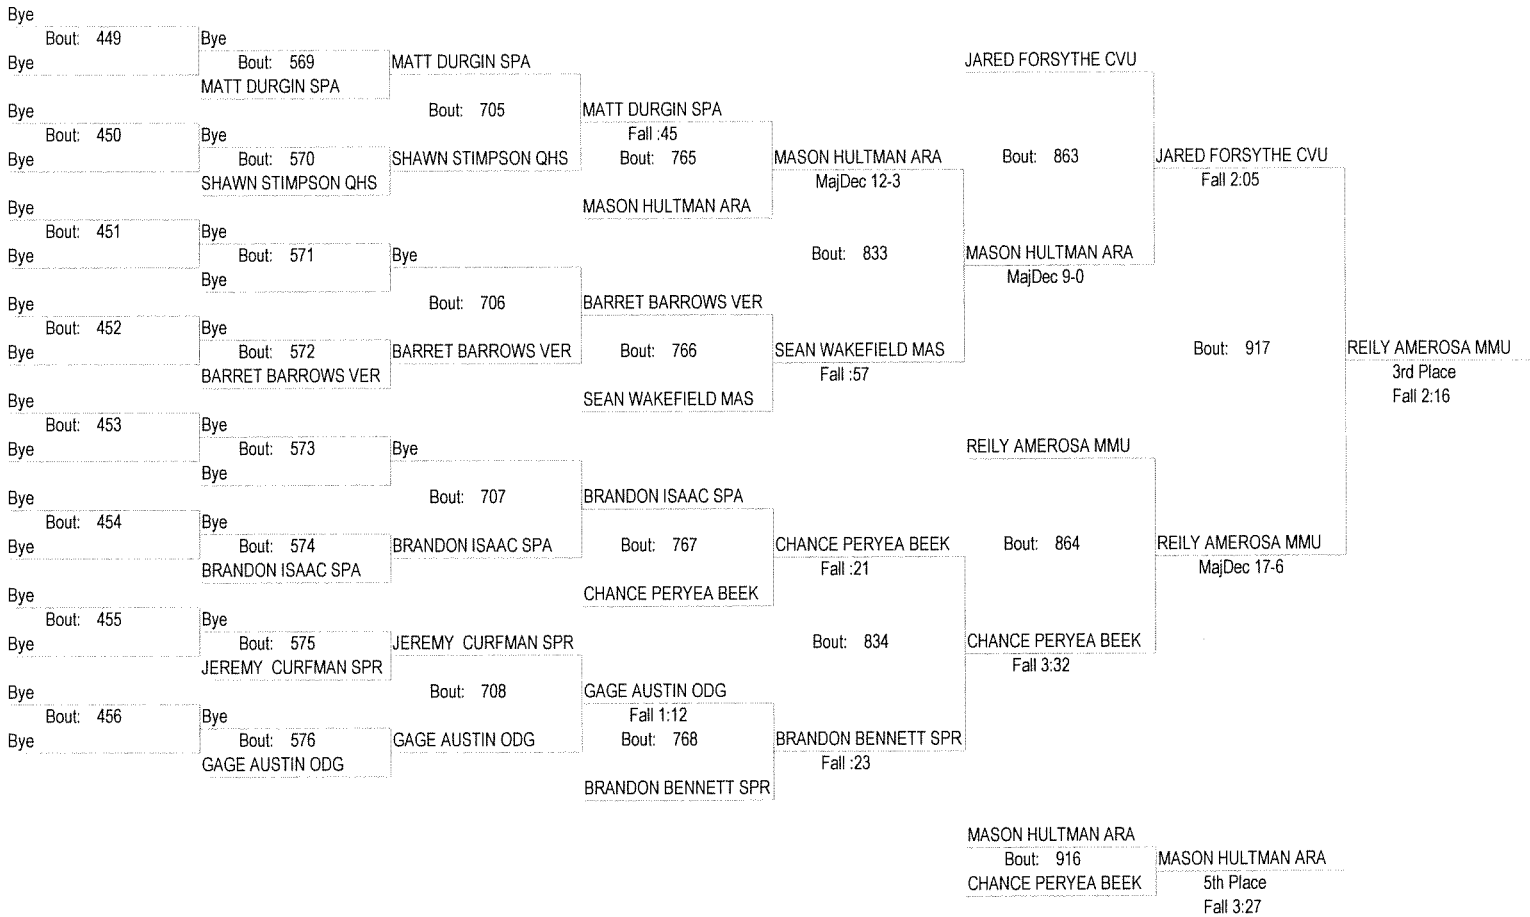 Bye
Bout: 449
Bye
Bye
Bout: 569
MATT DURGIN SPA
MATT DURGIN SPA
Bye
Bout: 450
Bye
Bye
Bout: 570
SHAWN STIMPSON QHS
Bout: 705
SHAWN STIMPSON QHS
MATT DURGIN SPA
Fall :45
Bout: 765
MASON HULTMAN ARA
MASON HULTMAN ARA
MajDec 12-3
Bye
Bout: 451
Bye
Bye
Bout: 571
Bye
Bye
Bye
Bout: 452
Bye
Bye
Bout: 572
BARRET BARROWS VER
Bout: 706
BARRET BARROWS VER
BARRET BARROWS VER
Bout: 766
SEAN WAKEFIELD MAS
SEAN WAKEFIELD MAS
Fall :57
Bout: 833
JARED FORSYTHE CVU
Bout: 863
MASON HULTMAN ARA
MajDec 9-0
JARED FORSYTHE CVU
Fall 2:05
Bye
Bout: 453
Bye
Bye
Bout: 573
Bye
Bye
Bye
Bout: 454
Bye
Bye
Bout: 574
BRANDON ISAAC SPA
Bout: 707
BRANDON ISAAC SPA
BRANDON ISAAC SPA
Bout: 767
CHANCE PERYEA BEEK
CHANCE PERYEA BEEK
Fall :21
Bye
Bout: 455
Bye
Bye
Bout: 575
JEREMY CURFMAN SPR
JEREMY CURFMAN SPR
Bye
Bout: 456
Bye
Bye
Bout: 576
GAGE AUSTIN ODG
Bout: 708
GAGE AUSTIN ODG
GAGE AUSTIN ODG
Fall 1:12
Bout: 768
BRANDON BENNETT SPR
BRANDON BENNETT SPR
Fall :23
Bout: 834
REILY AMEROSA MMU
Bout: 864
CHANCE PERYEA BEEK
Fall 3:32
REILY AMEROSA MMU
MajDec 17-6
Bout: 917
REILY AMEROSA MMU
3rd Place
Fall 2:16
MASON HULTMAN ARA
Bout: 916
CHANCE PERYEA BEEK
MASON HULTMAN ARA
5th Place
Fall 3:27